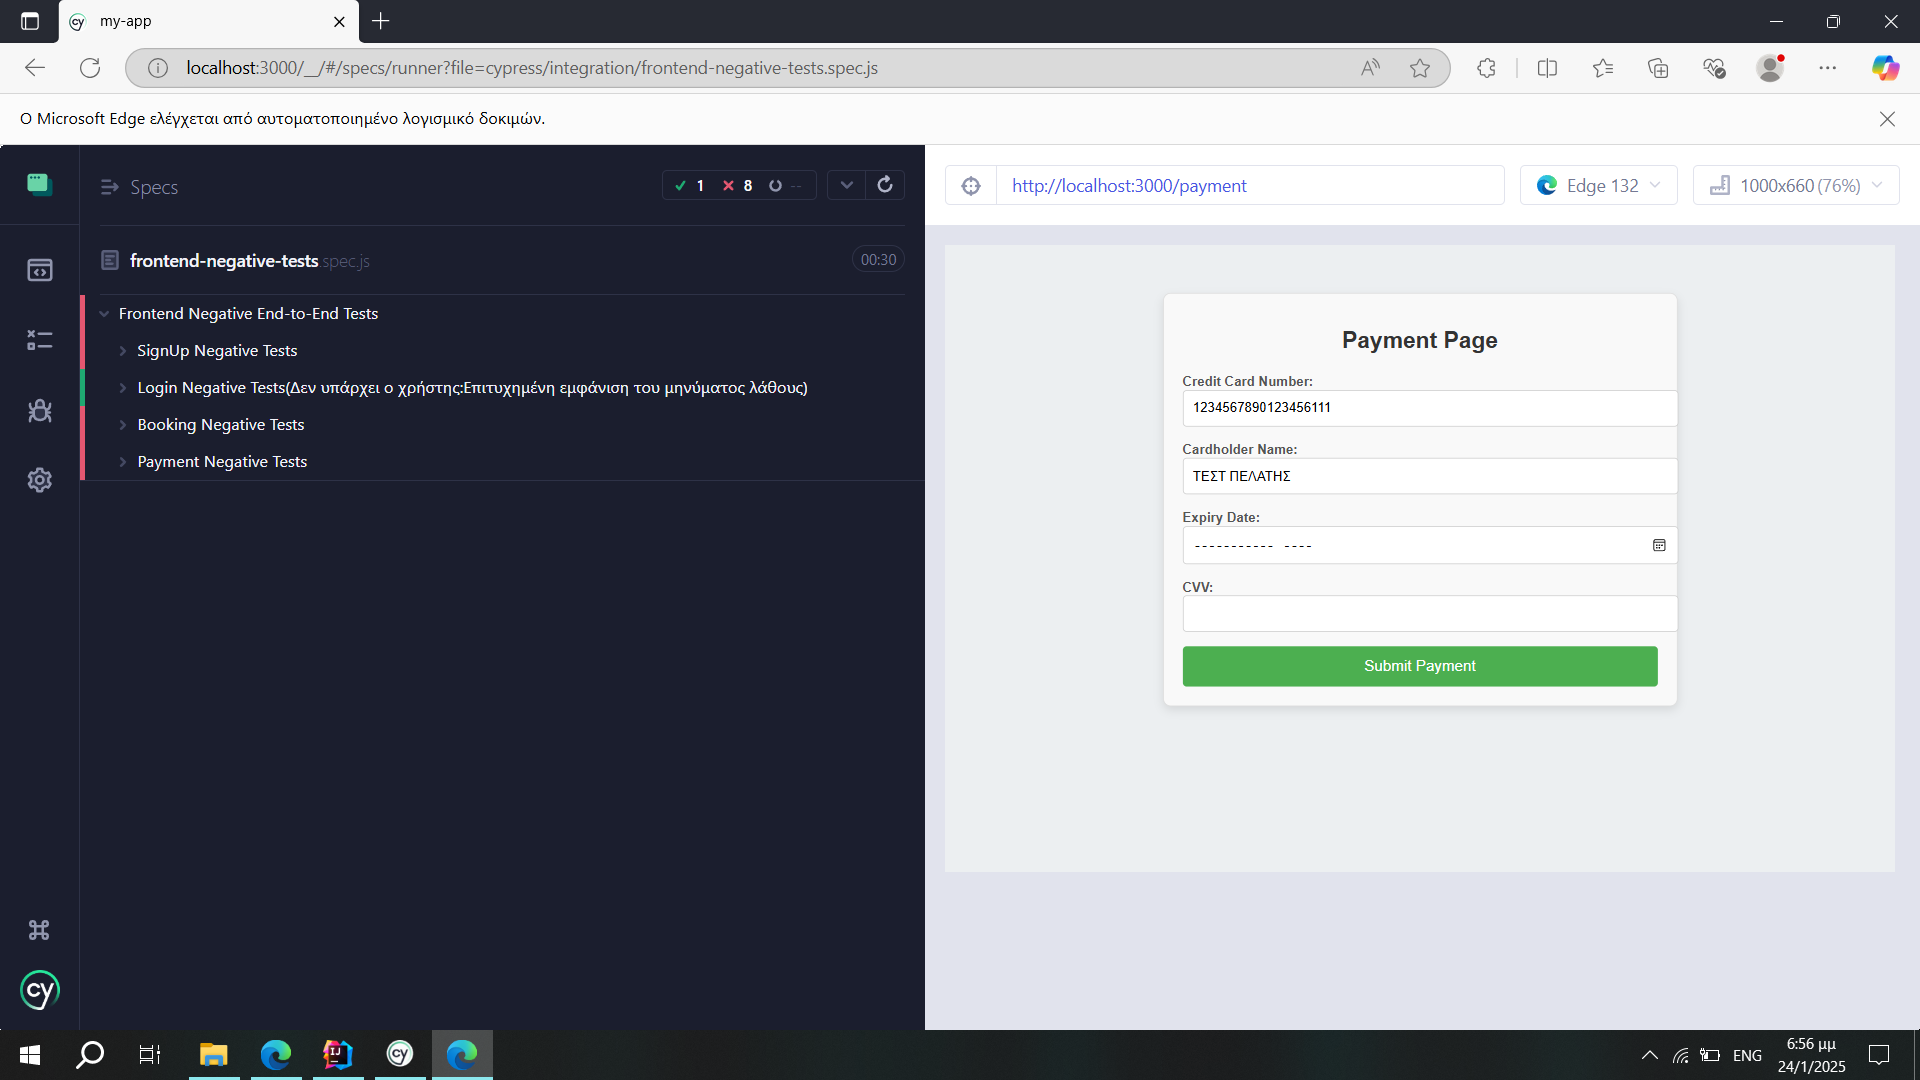 my-app
localhost:3000/__/#/specs/runner?file=cypress/integration/frontend-negative-tests.spec.js
Ο Microsoft Edge ελέγχεται από αυτοματοποιημένο λογισμικό δοκιμών.
Specs
1 8 --
frontend-negative-tests.spec.js
00:30
Frontend Negative End-to-End Tests
SignUp Negative Tests
Login Negative Tests(Δεν υπάρχει ο χρήστης:Επιτυχημένη εμφάνιση του μηνύματος λάθους)
Booking Negative Tests
Payment Negative Tests
http://localhost:3000/payment
Edge 132
1000x660 (76%)
Payment Page
Credit Card Number:
1234567890123456111
Cardholder Name:
ΤΕΣΤ ΠΕΛΑΤΗΣ
Expiry Date:
----------- ----
CVV:
Submit Payment
cy
ENG
6:56 μμ
24/1/2025